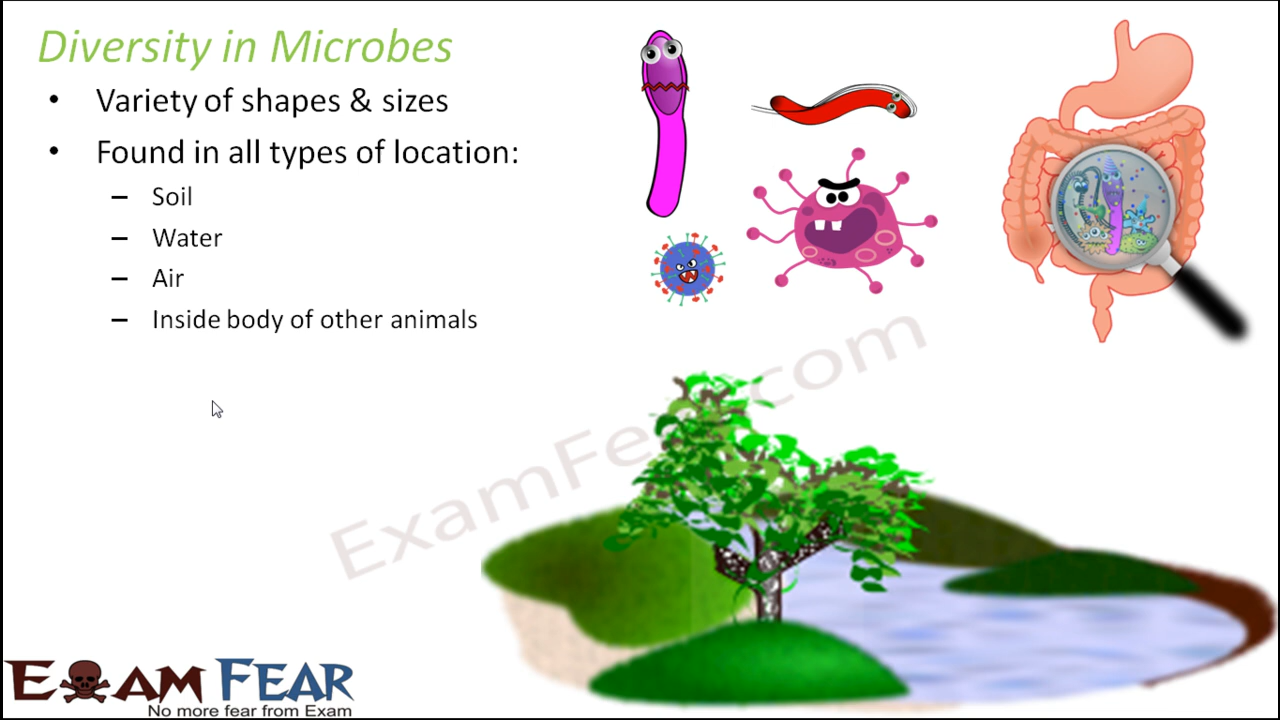 Diversity in Microbes
• Variety of shapes & sizes
• Found in all types of location:
– Soil
– Water
– Air
– Inside body of other animals
ExamFear.com
EXAM FEAR
No more fear from Exam